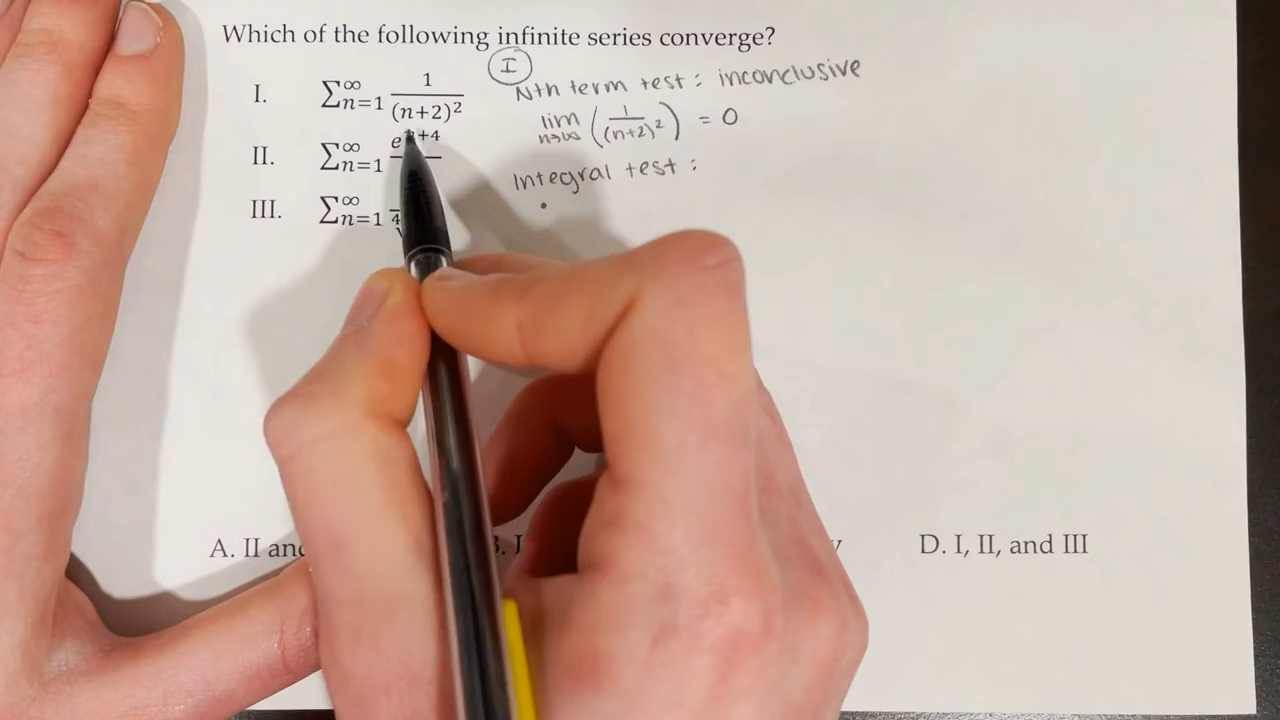 Which of the following infinite series converge?
I. ∑∞n=1 1/(n+2)²
II. ∑∞n=1
III. ∑∞n=1
I
Nth term test: inconclusive
lim n→∞ (1/(n+2)²) = 0
Integral test:
A. II
D. I, II, and III